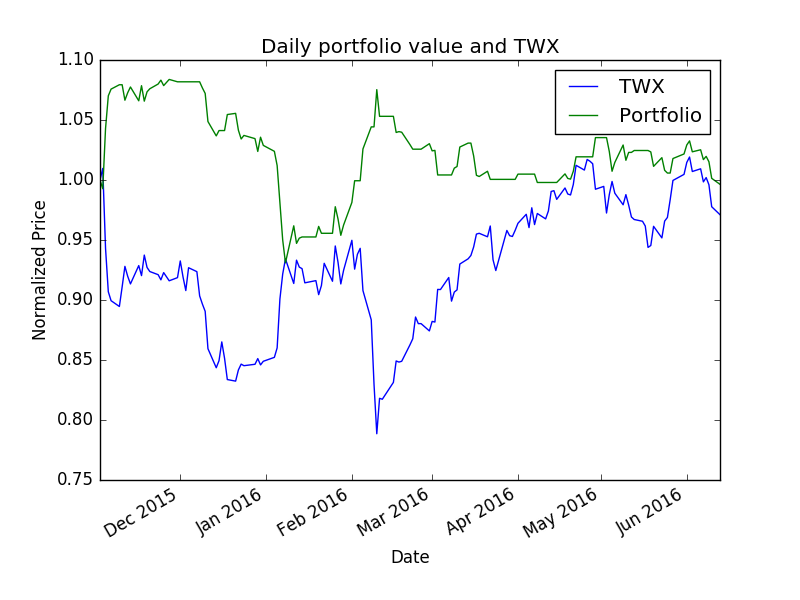 Daily portfolio value and TWX
1.10
1.05
1.00
0.95
0.90
0.85
0.80
0.75
Normalized Price
TWX
Portfolio
Dec 2015
Jan 2016
Feb 2016
Mar 2016
Apr 2016
May 2016
Jun 2016
Date